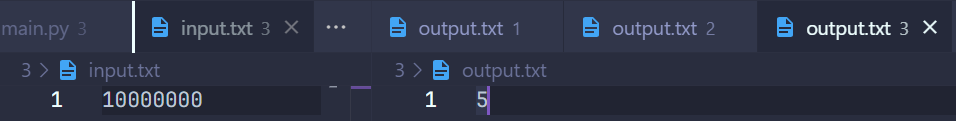 main.py 3 input.txt 3 × ··· output.txt 1 output.txt 2 output.txt 3 ×
3 > input.txt
1 10000000
3 > output.txt
1 5